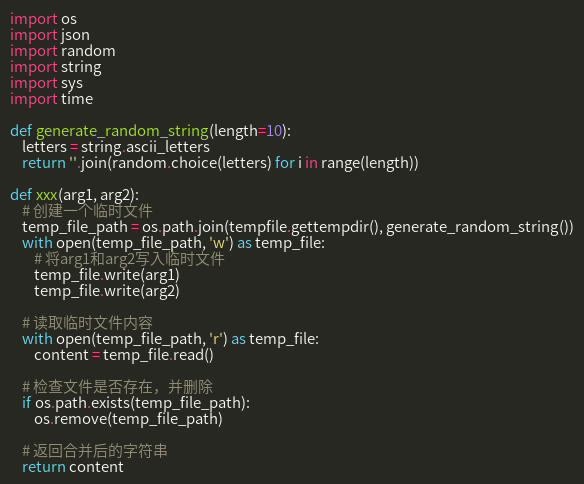 import os
import json
import random
import string
import sys
import time
def generate_random_string(length=10):
letters = string.ascii_letters
return ''.join(random.choice(letters) for i in range(length))
def xxx(arg1, arg2):
# 创建一个临时文件
temp_file_path = os.path.join(tempfile.gettempdir(), generate_random_string())
with open(temp_file_path, 'w') as temp_file:
# 将arg1和arg2写入临时文件
temp_file.write(arg1)
temp_file.write(arg2)
# 读取临时文件内容
with open(temp_file_path, 'r') as temp_file:
content = temp_file.read()
# 检查文件是否存在，并删除
if os.path.exists(temp_file_path):
os.remove(temp_file_path)
# 返回合并后的字符串
return content